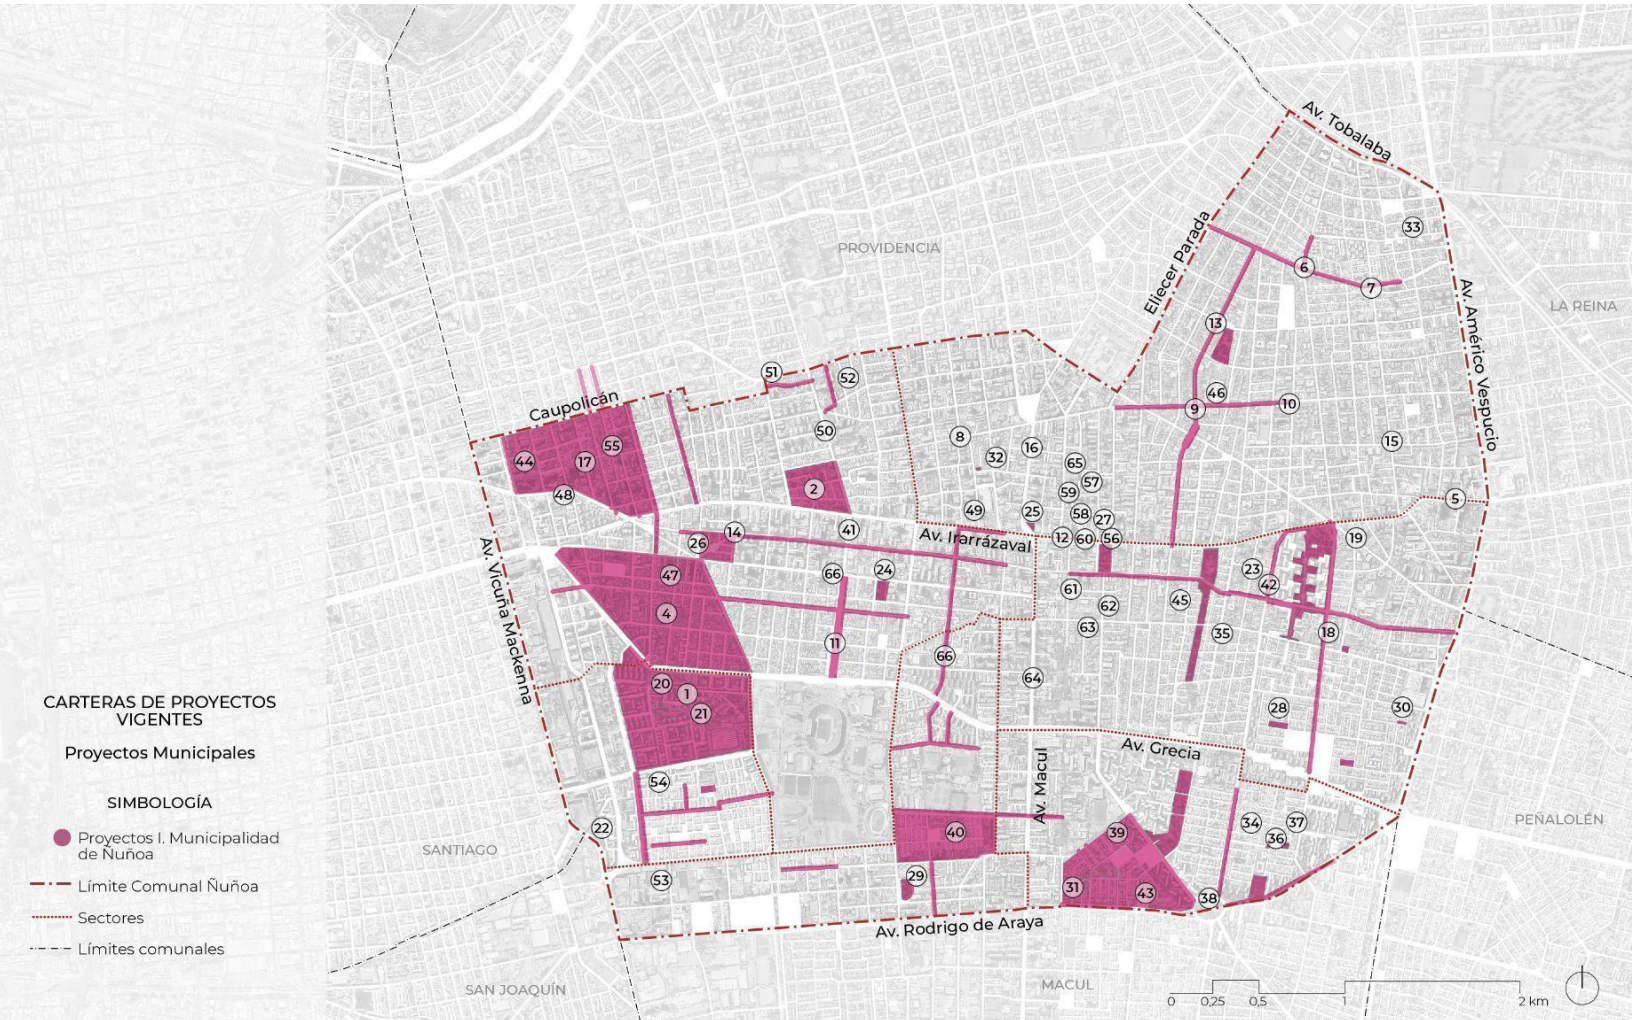 Av. Tobalaba
33
PROVIDENCIA
Eliecer Parada
6
7
LA REINA
13
Av. Américo Vespucio
51
52
Caupolicán
46
9
10
50
8
16
15
55
44
17
32
65
48
2
59
57
5
49
25
58
27
14
41
Av. Irarrázaval
12
60
56
19
26
Av. Vicuña Mackenna
47
66
24
23
42
61
45
4
62
63
35
18
11
66
64
20
1
21
28
30
CARTERAS DE PROYECTOS
VIGENTES
Proyectos Municipales
Av. Grecia
Av. Macul
54
SIMBOLOGÍA
22
40
39
34
37
36
PEÑALOLÉN
Proyectos I. Municipalidad
de Ñuñoa
SANTIAGO
53
29
31
43
38
Límite Comunal Ñuñoa
Sectores
Av. Rodrigo de Araya
Límites comunales
SAN JOAQUÍN
MACUL
0
0,25
0,5
1
2 km